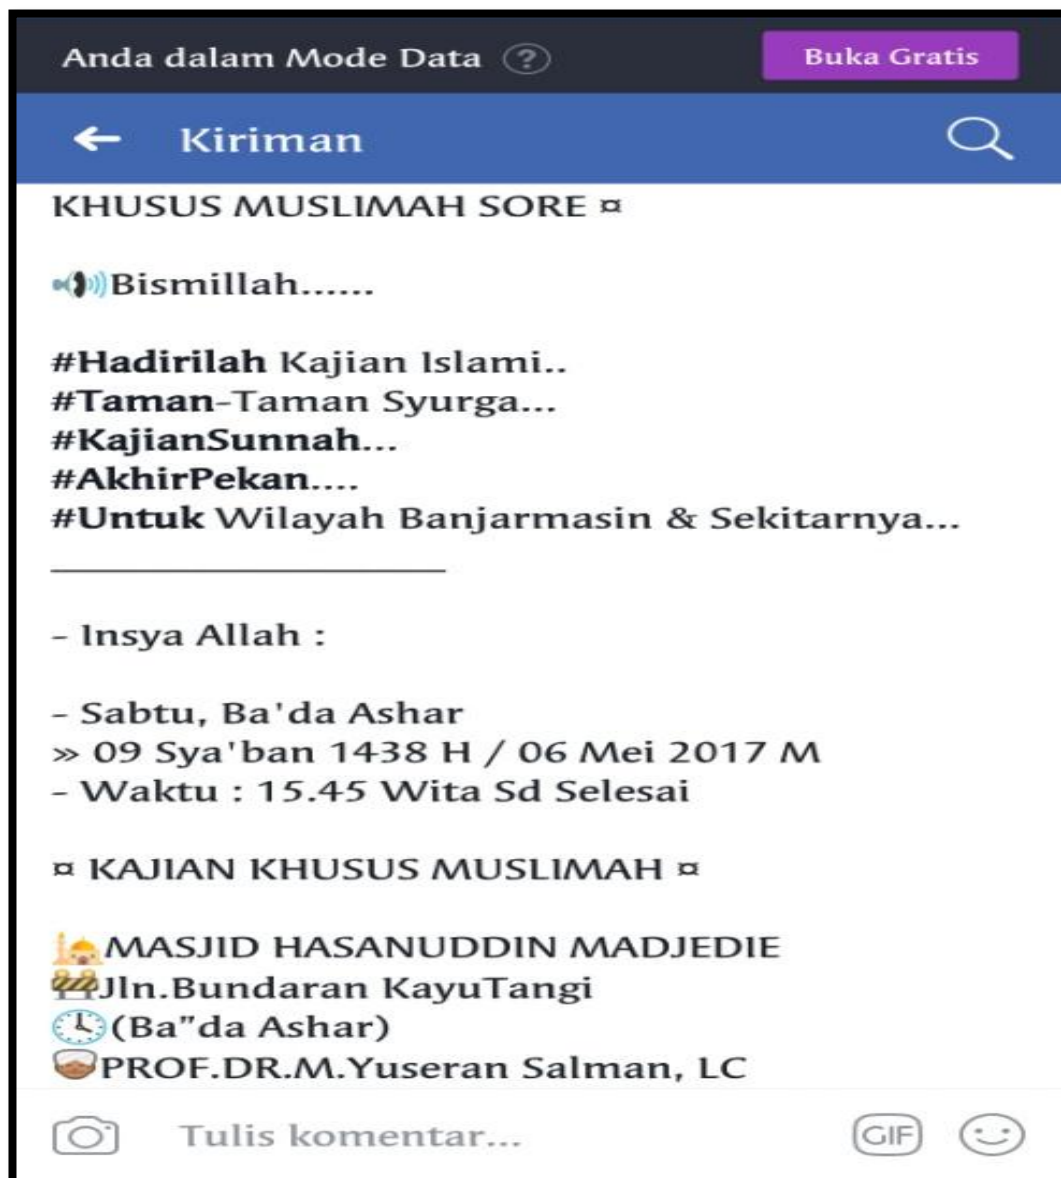 Anda dalam Mode Data ?
Buka Gratis
Kiriman
KHUSUS MUSLIMAH SORE ¤
Bismillah......
#Hadirilah Kajian Islami..
#Taman-Taman Syurga...
#KajianSunnah...
#AkhirPekan....
#Untuk Wilayah Banjarmasin & Sekitarnya...
____________________
- Insya Allah :
- Sabtu, Ba'da Ashar
» 09 Sya'ban 1438 H / 06 Mei 2017 M
- Waktu : 15.45 Wita Sd Selesai
¤ KAJIAN KHUSUS MUSLIMAH ¤
MASJID HASANUDDIN MADJEDIE
Jln.Bundaran KayuTangi
(Ba"da Ashar)
PROF.DR.M.Yuseran Salman, LC
Tulis komentar...
GIF